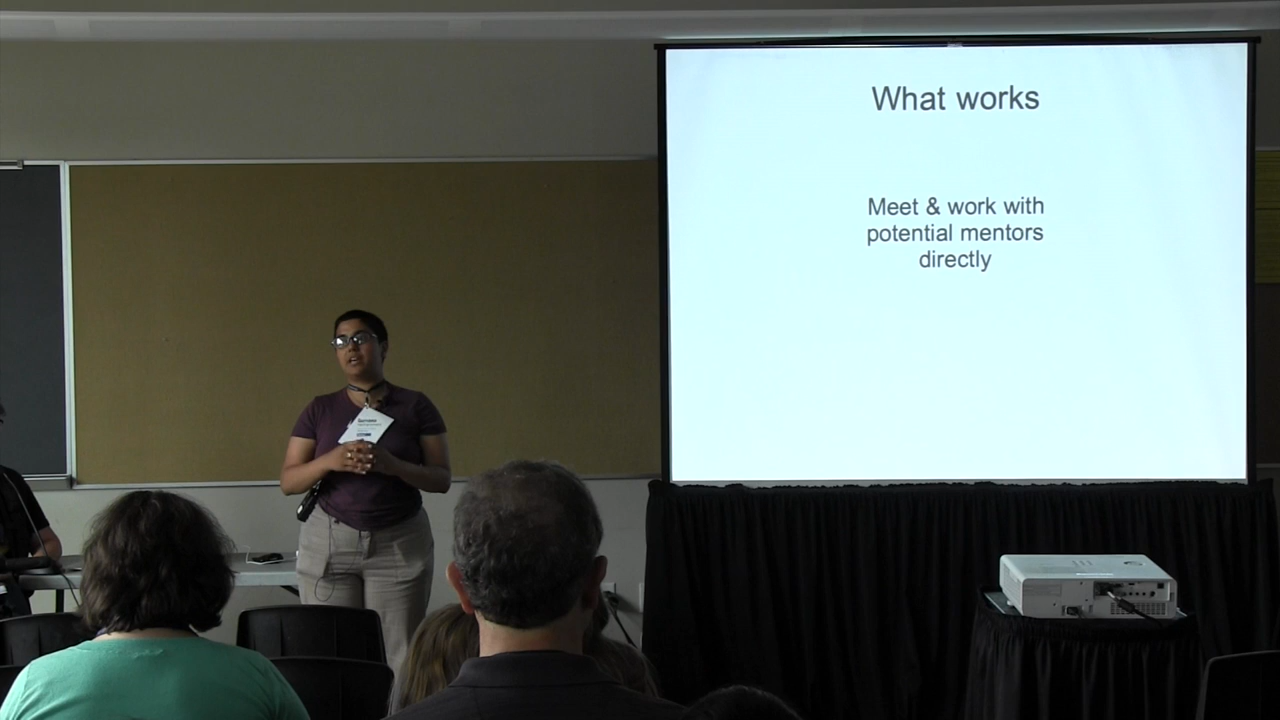 What works
Meet & work with
potential mentors
directly